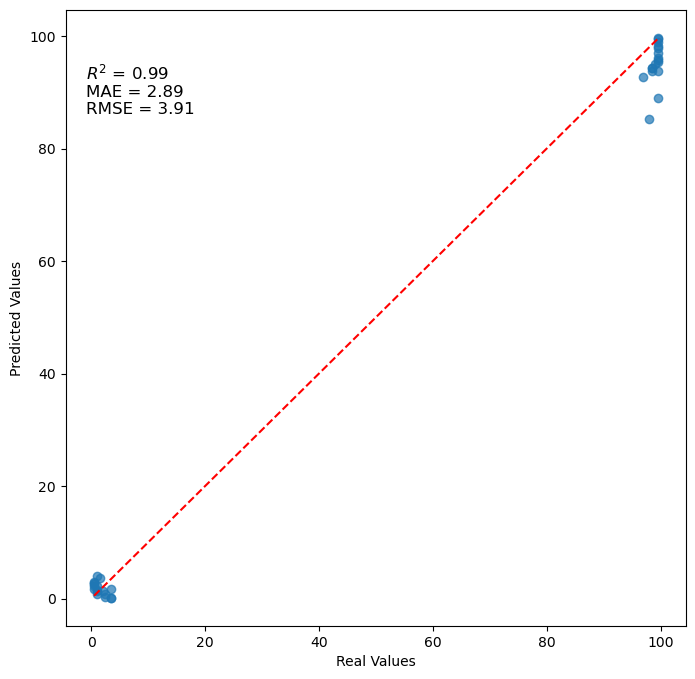 100
R² = 0.99
MAE = 2.89
RMSE = 3.91
80
60
Predicted Values
40
20
0
0 20 40 60 80 100
Real Values